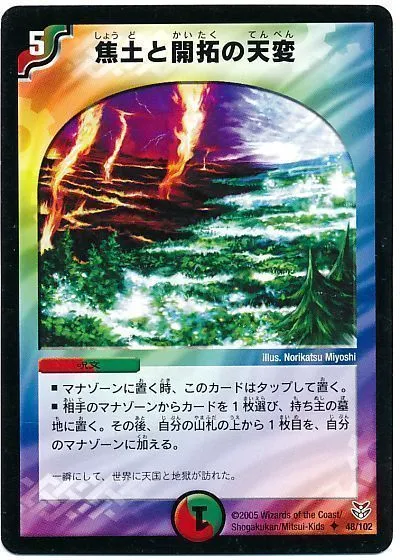 5
しょうど かいたく てんぺん
焦土と開拓の天変
illus. Norikatsu Miyoshi
呪文
■ マナゾーンに置く時、このカードはタップして置く。
■ 相手のマナゾーンからカードを1枚選び、持ち主の墓
地に置く。その後、自分の山札の上から1枚目を、自分
のマナゾーンに加える。
一瞬にして、世界に天国と地獄が訪れた。
1
©2005 Wizards of the Coast/
Shogakukan/Mitsui-Kids ♦ 48/102